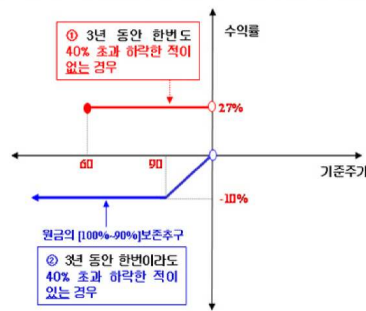 ① 3년 동안 한번도
40% 초과 하락한 적이
없는 경우
수익률
27%
60
90
기준주가
-10%
원금의 [100%~90%]보존추구
② 3년 동안 한번이라도
40% 초과 하락한 적이
있는 경우